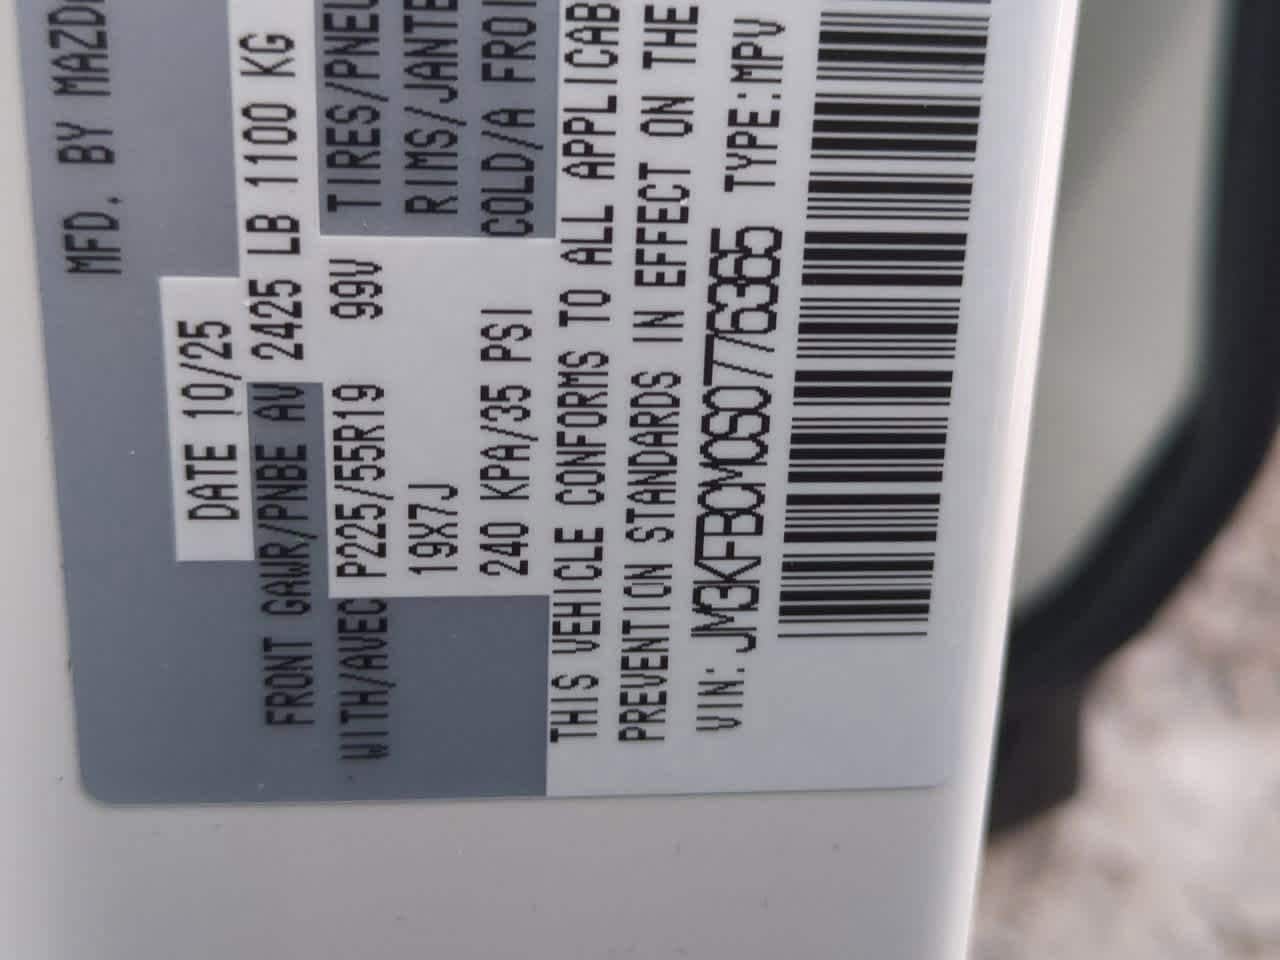 MFD. BY MAZD
DATE 10/25
FRONT GAWR/PNBE AV 2425 LB 1100 KG
WITH/AVEC P225/55R19 99V TIRES/PNEU
19X7J RIMS/JANTE
240 KPA/35 PSI COLD/A FROI
THIS VEHICLE CONFORMS TO ALL APPLICAB
PREVENTION STANDARDS IN EFFECT ON THE
VIN: JM3KFBCM0S0776365 TYPE:MPV